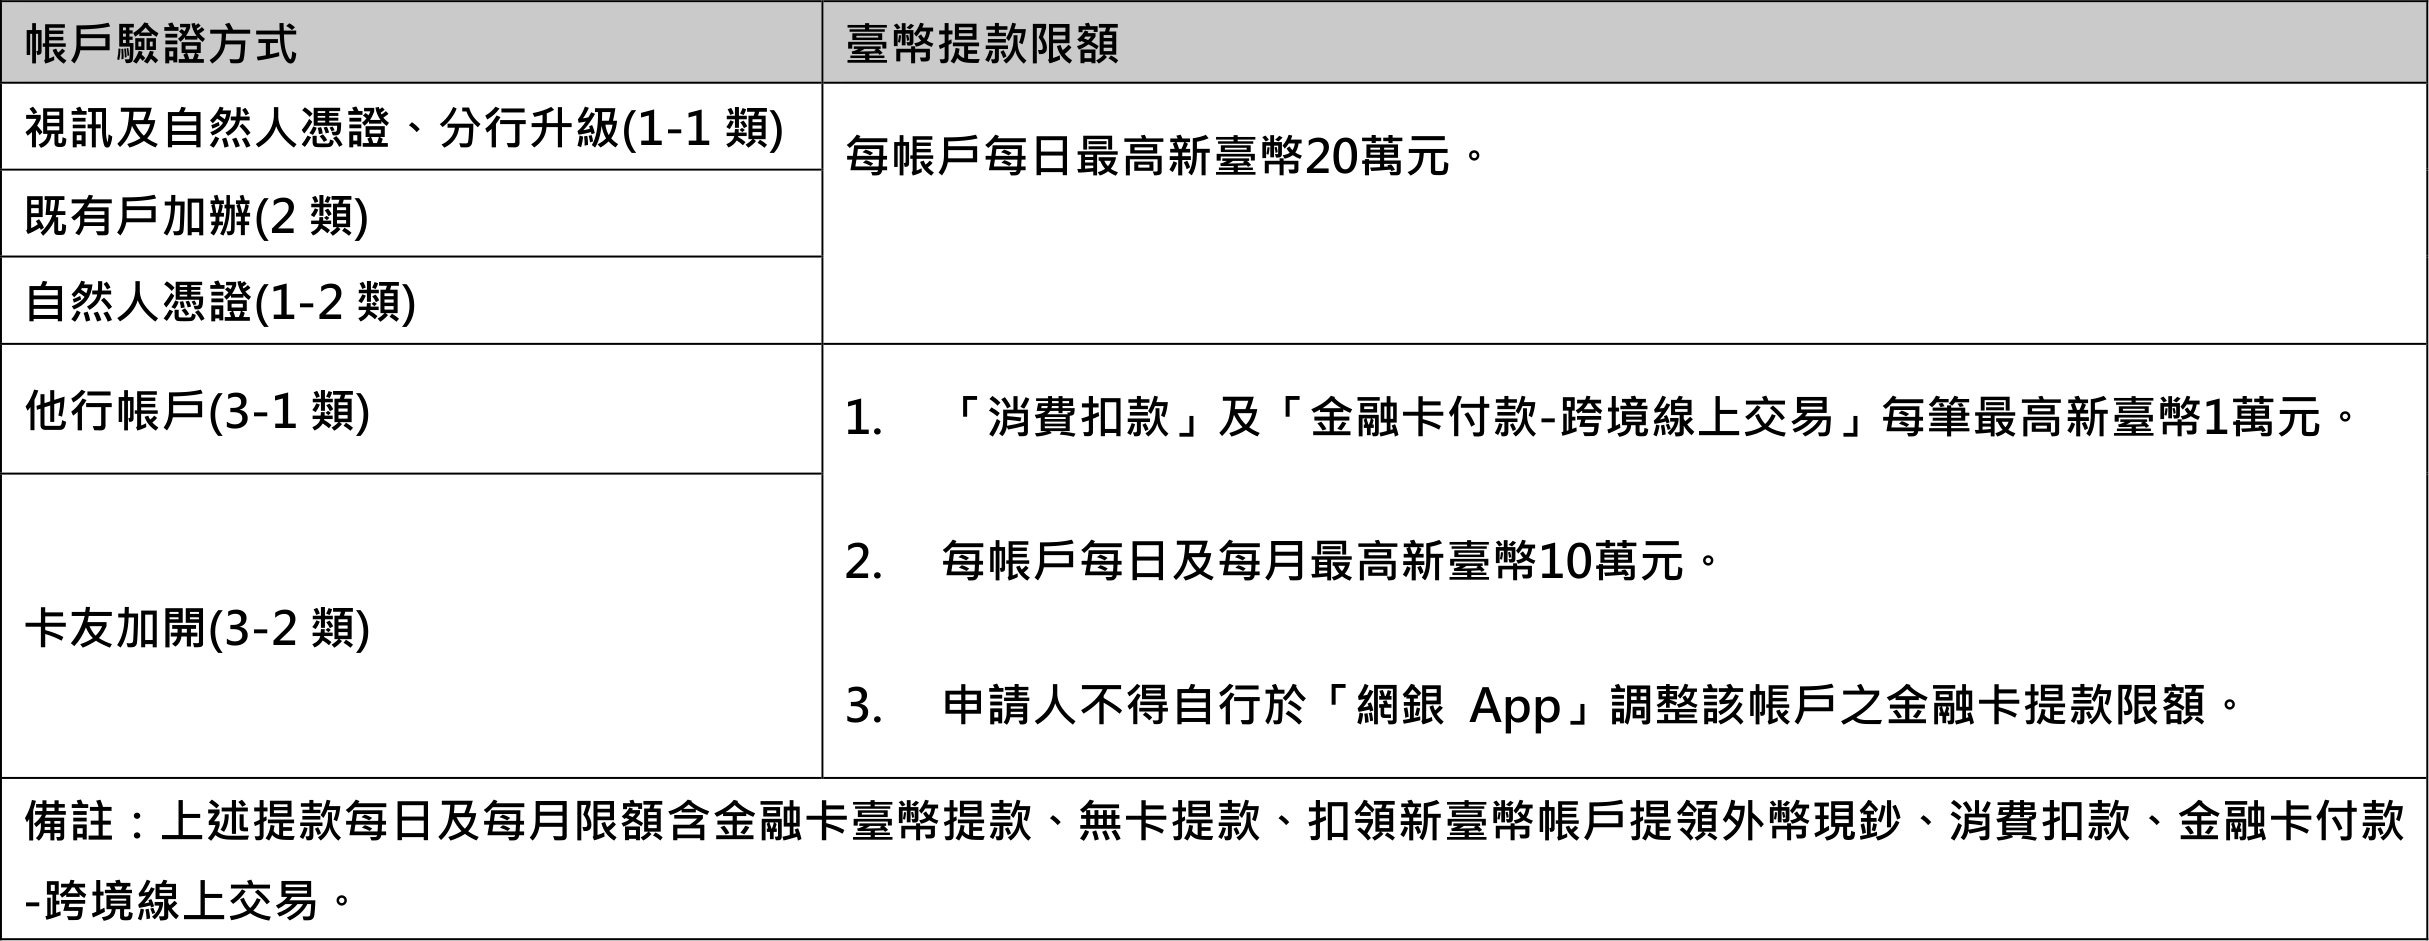 帳戶驗證方式
臺幣提款限額
視訊及自然人憑證、分行升級(1-1 類)
每帳戶每日最高新臺幣20萬元。
既有戶加辦(2 類)
自然人憑證(1-2 類)
他行帳戶(3-1 類)
1. 「消費扣款」及「金融卡付款-跨境線上交易」每筆最高新臺幣1萬元。
2. 每帳戶每日及每月最高新臺幣10萬元。
卡友加開(3-2 類)
3. 申請人不得自行於「網銀 App」調整該帳戶之金融卡提款限額。
備註：上述提款每日及每月限額含金融卡臺幣提款、無卡提款、扣領新臺幣帳戶提領外幣現鈔、消費扣款、金融卡付款
-跨境線上交易。